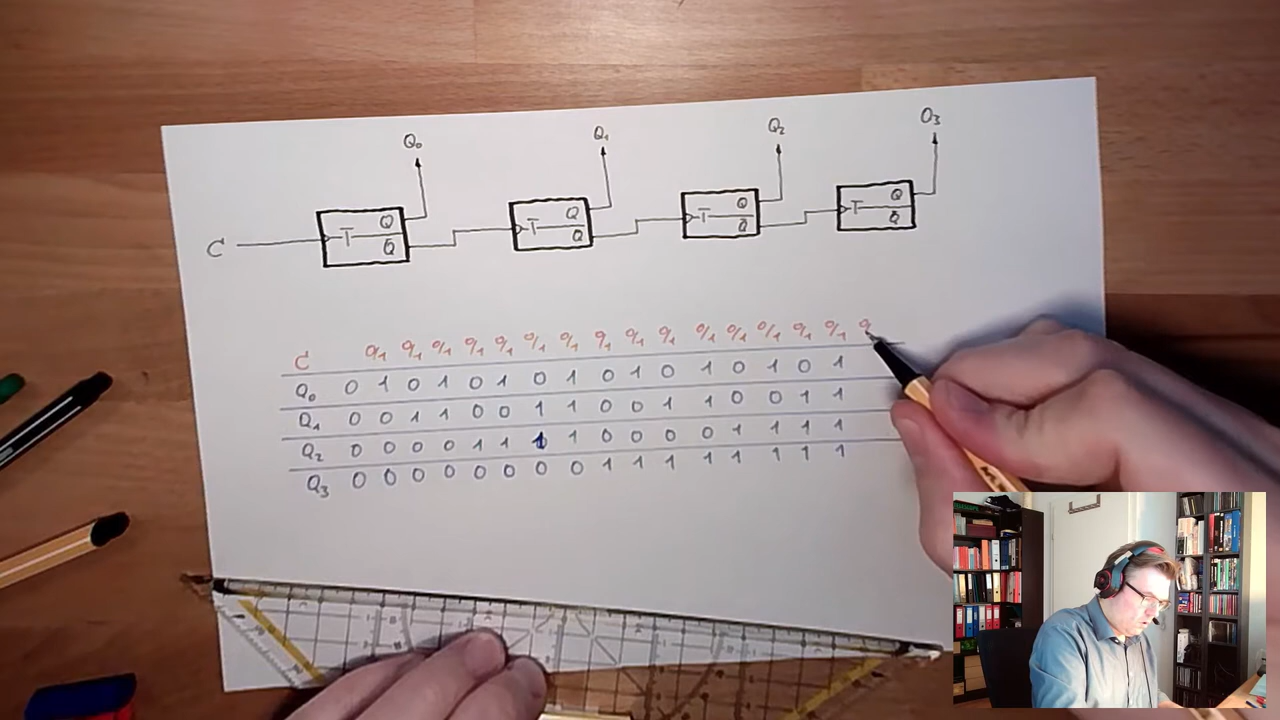 Q₀ Q₁ Q₂ Q₃
T Q Q̅ T Q Q̅ T Q Q̅ T Q Q̅
C
C 0/1 0/1 0/1 0/1 0/1 0/1 0/1 0/1 0/1 0/1 0/1 0/1 0/1 0/1 0/1 0/
Q₀ 0 1 0 1 0 1 0 1 0 1 0 1 0 1 0 1
Q₁ 0 0 1 1 0 0 1 1 0 0 1 1 0 0 1 1
Q₂ 0 0 0 0 1 1 1 1 0 0 0 0 1 1 1 1
Q₃ 0 0 0 0 0 0 0 0 1 1 1 1 1 1 1 1